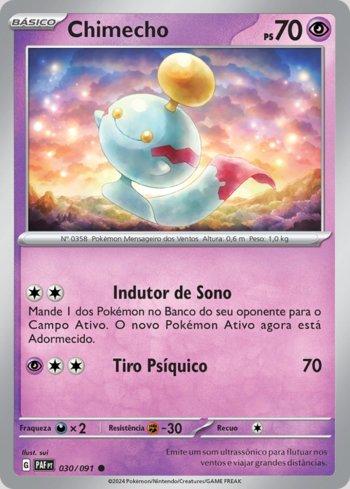 BÁSICO
Chimecho
PS 70
Nº 0358 Pokémon Mensageiro dos Ventos Altura: 0,6 m Peso: 1,0 kg
Indutor de Sono
Mande 1 dos Pokémon no Banco do seu oponente para o
Campo Ativo. O novo Pokémon Ativo agora está
Adormecido.
Tiro Psíquico 70
Fraqueza ×2 Resistência -30 Recuo
Ilust. sui
G PAF PT 030/091
Emite um som ultrassônico para flutuar nos
ventos e viajar grandes distâncias.
©2024 Pokémon/Nintendo/Creatures/GAME FREAK